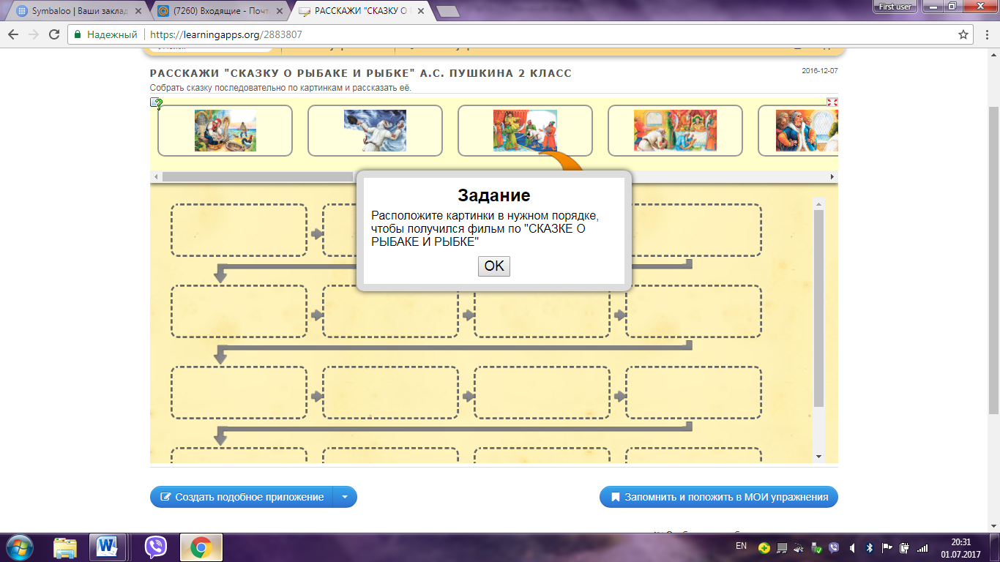 Symbaloo | Ваши заклад
(7260) Входящие - Почт
РАССКАЖИ "СКАЗКУ О Р
First user
Надежный
https://learningapps.org/2883807
РАССКАЖИ "СКАЗКУ О РЫБАКЕ И РЫБКЕ" А.С. ПУШКИНА 2 КЛАСС
2016-12-07
Собрать сказку последовательно по картинкам и рассказать её.
Задание
Расположите картинки в нужном порядке,
чтобы получился фильм по "СКАЗКЕ О
РЫБАКЕ И РЫБКЕ"
OK
Создать подобное приложение
Запомнить и положить в МОИ упражнения
EN
20:31
01.07.2017